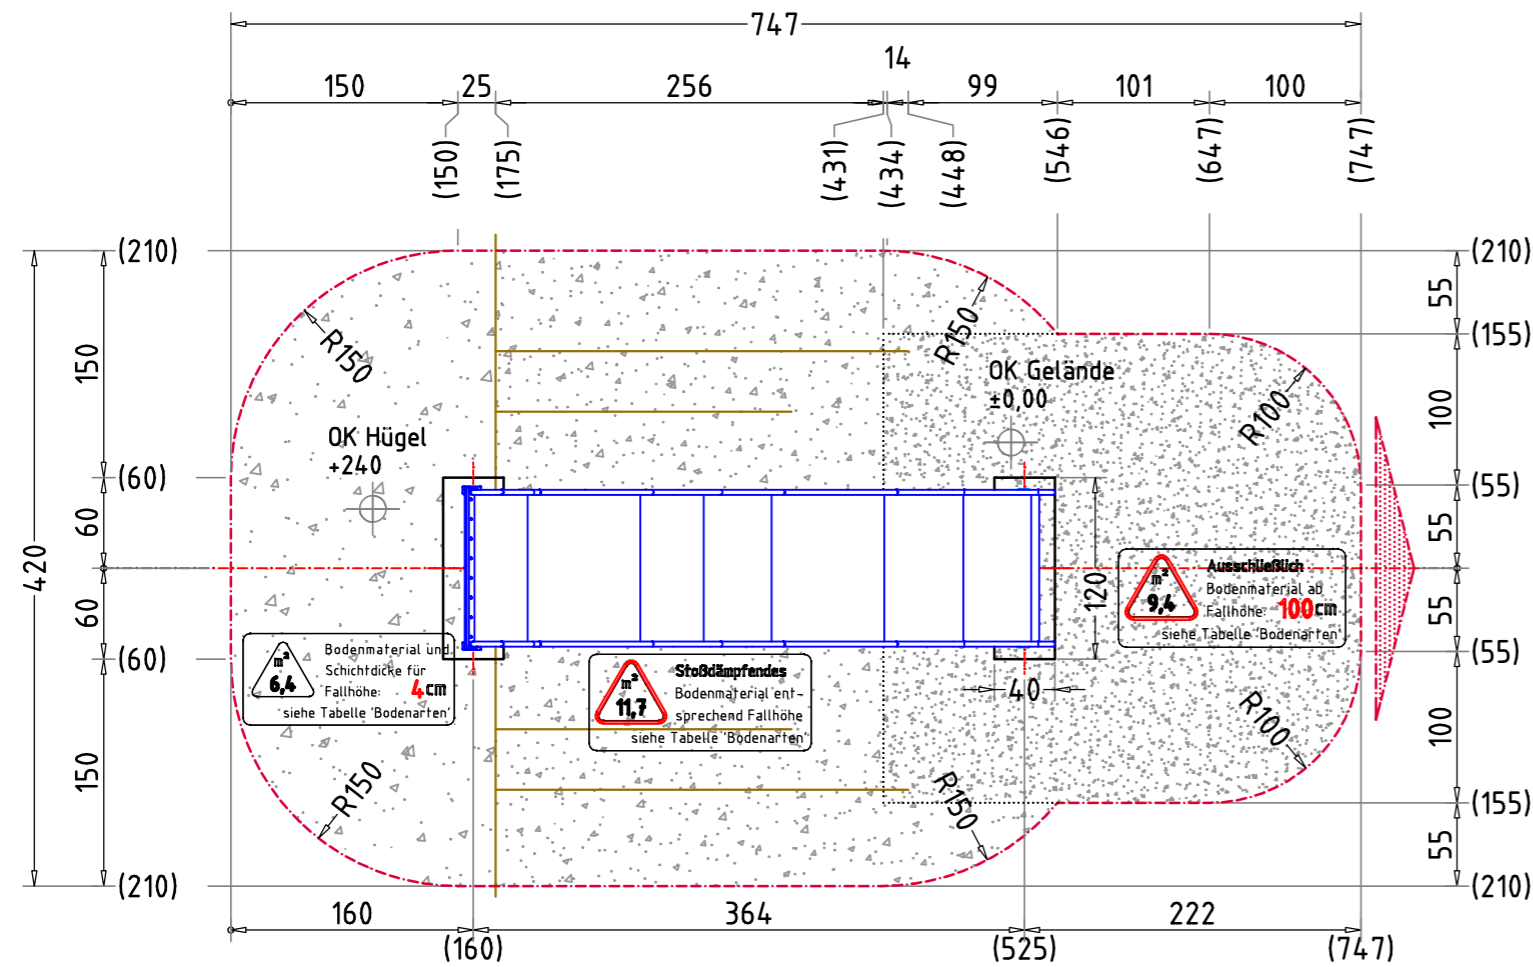 747
14
150 25 256 99 101 100
(150) (175) (431) (434) (448) (546) (647) (747)
(210) (210)
55
(155)
R150 R150
150
OK Gelände
±0,00
R100
100
OK Hügel
+240
(60) (55)
60 55
420
120
Ausschließlich
m² Bodenmaterial ab
9,4 Fallhöhe: 100cm
siehe Tabelle 'Bodenarten'
60 55
(60) (55)
m² Bodenmaterial und
Schichtdicke für
6,4 Fallhöhe: 4cm
siehe Tabelle 'Bodenarten'
Stoßdämpfendes
m² Bodenmaterial ent-
11,7 sprechend Fallhöhe
siehe Tabelle 'Bodenarten'
40
R100
100
150
R150 R150
(155)
55
(210) (210)
160 364 222
(160) (525) (747)